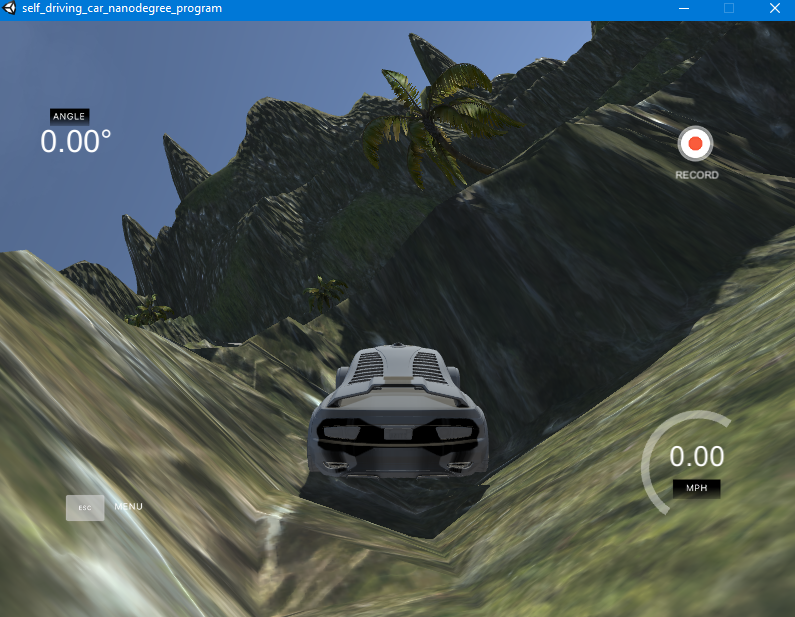 self_driving_car_nanodegree_program
ANGLE
0.00°
RECORD
0.00
MPH
ESC
MENU